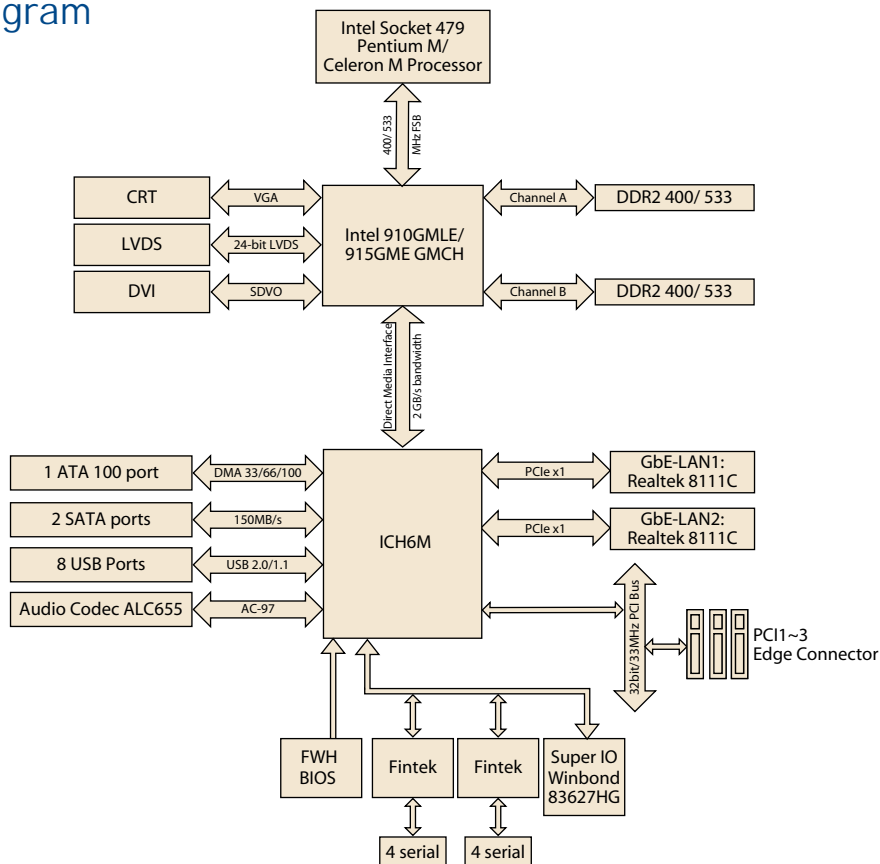 gram
Intel Socket 479
Pentium M/
Celeron M Processor
400/ 533
MHz FSB
CRT
VGA
LVDS
24-bit LVDS
DVI
SDVO
Intel 910GMLE/
915GME GMCH
Channel A
DDR2 400/ 533
Channel B
DDR2 400/ 533
Direct Media Interface
2 GB/s bandwidth
1 ATA 100 port
DMA 33/66/100
2 SATA ports
150MB/s
8 USB Ports
USB 2.0/1.1
Audio Codec ALC655
AC-97
ICH6M
PCIe x1
GbE-LAN1:
Realtek 8111C
PCIe x1
GbE-LAN2:
Realtek 8111C
32bit/33MHz PCI Bus
PCI1~3
Edge Connector
FWH
BIOS
Fintek
Fintek
Super IO
Winbond
83627HG
4 serial
4 serial